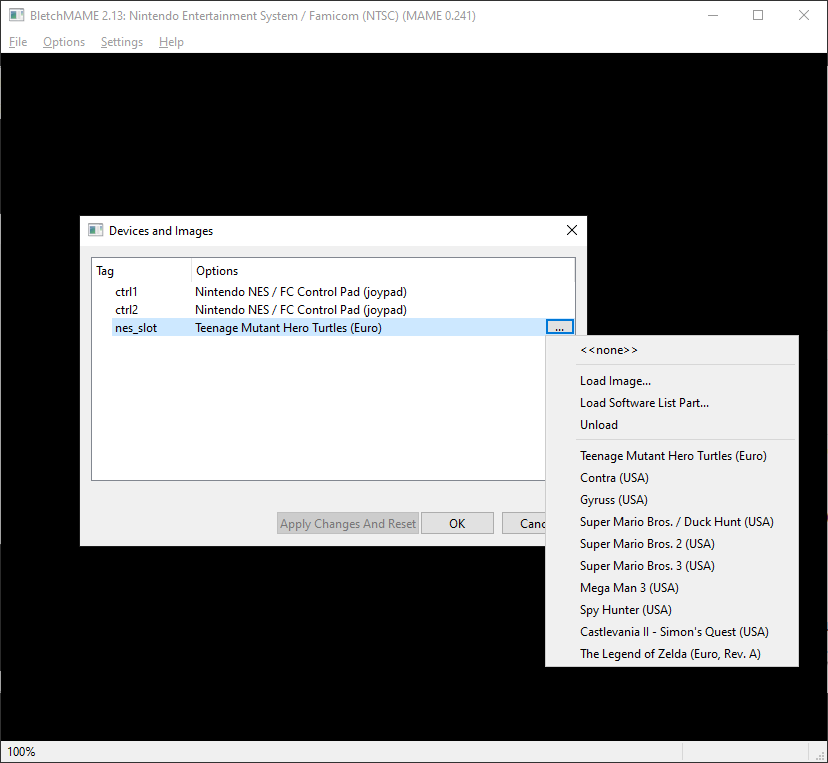 BletchMAME 2.13: Nintendo Entertainment System / Famicom (NTSC) (MAME 0.241)
File Options Settings Help
Devices and Images
Tag Options
ctrl1 Nintendo NES / FC Control Pad (joypad)
ctrl2 Nintendo NES / FC Control Pad (joypad)
nes_slot Teenage Mutant Hero Turtles (Euro) ...
<<none>>
Load Image...
Load Software List Part...
Unload
Teenage Mutant Hero Turtles (Euro)
Contra (USA)
Gyruss (USA)
Super Mario Bros. / Duck Hunt (USA)
Super Mario Bros. 2 (USA)
Super Mario Bros. 3 (USA)
Mega Man 3 (USA)
Spy Hunter (USA)
Castlevania II - Simon's Quest (USA)
The Legend of Zelda (Euro, Rev. A)
Apply Changes And Reset OK Canc
100%